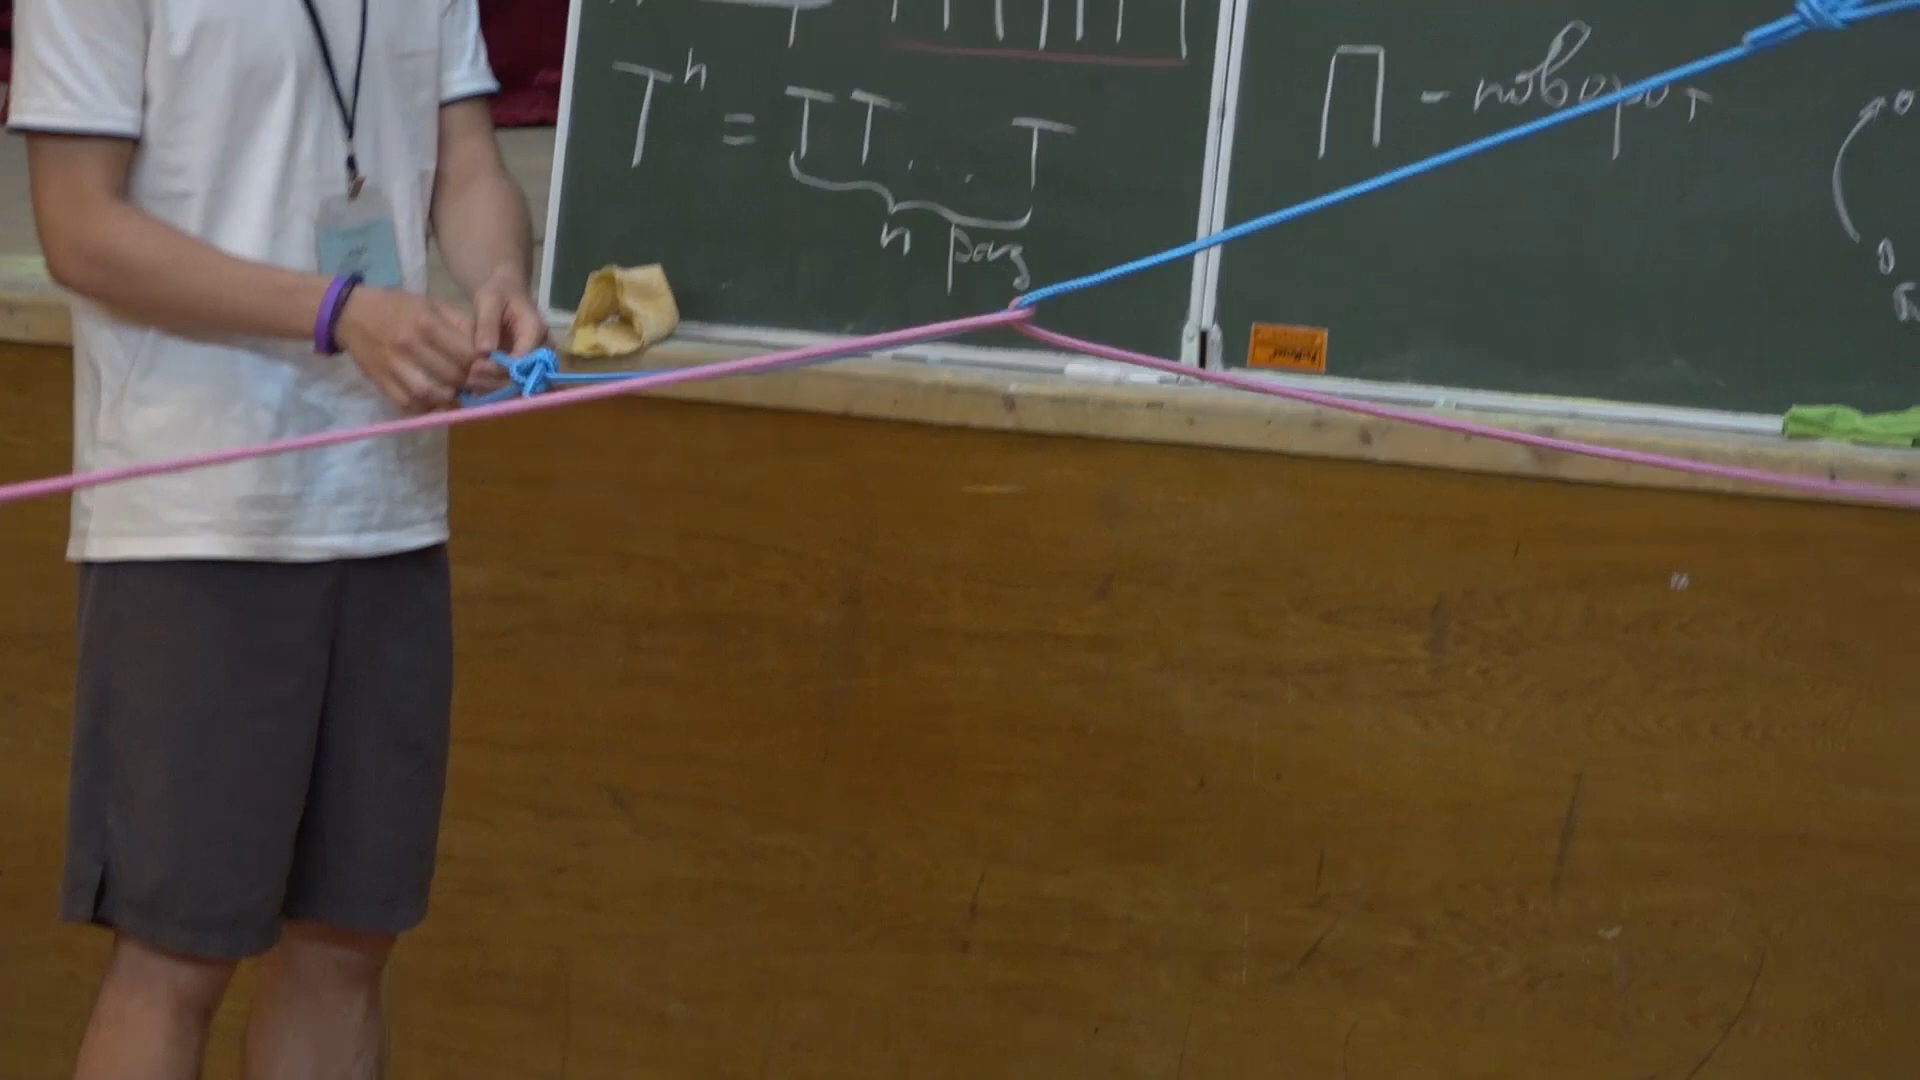 Tⁿ = TT...T
n раз
П - поворот